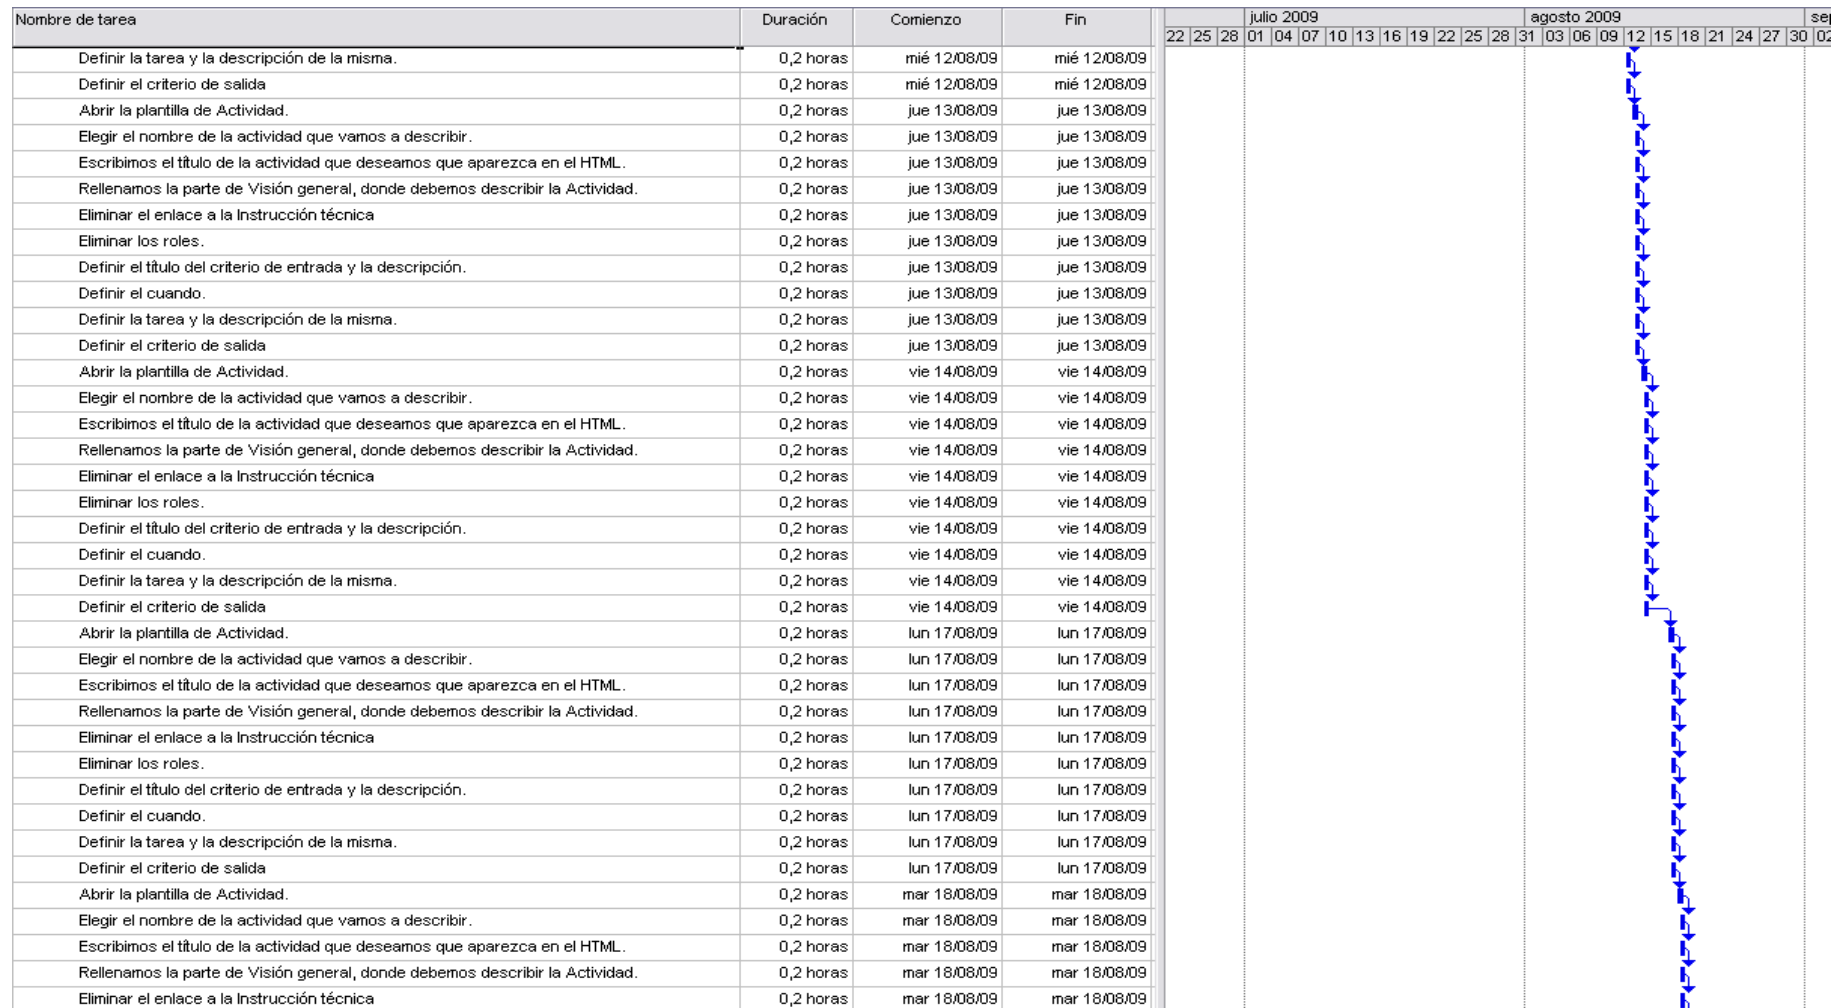 Nombre de tarea Duración Comienzo Fin julio 2009 agosto 2009 sep
22 25 28 01 04 07 10 13 16 19 22 25 28 31 03 06 09 12 15 18 21 24 27 30 02
Definir la tarea y la descripción de la misma. 0,2 horas mié 12/08/09 mié 12/08/09
Definir el criterio de salida 0,2 horas mié 12/08/09 mié 12/08/09
Abrir la plantilla de Actividad. 0,2 horas jue 13/08/09 jue 13/08/09
Elegir el nombre de la actividad que vamos a describir. 0,2 horas jue 13/08/09 jue 13/08/09
Escribimos el título de la actividad que deseamos que aparezca en el HTML. 0,2 horas jue 13/08/09 jue 13/08/09
Rellenamos la parte de Visión general, donde debemos describir la Actividad. 0,2 horas jue 13/08/09 jue 13/08/09
Eliminar el enlace a la Instrucción técnica 0,2 horas jue 13/08/09 jue 13/08/09
Eliminar los roles. 0,2 horas jue 13/08/09 jue 13/08/09
Definir el título del criterio de entrada y la descripción. 0,2 horas jue 13/08/09 jue 13/08/09
Definir el cuando. 0,2 horas jue 13/08/09 jue 13/08/09
Definir la tarea y la descripción de la misma. 0,2 horas jue 13/08/09 jue 13/08/09
Definir el criterio de salida 0,2 horas jue 13/08/09 jue 13/08/09
Abrir la plantilla de Actividad. 0,2 horas vie 14/08/09 vie 14/08/09
Elegir el nombre de la actividad que vamos a describir. 0,2 horas vie 14/08/09 vie 14/08/09
Escribimos el título de la actividad que deseamos que aparezca en el HTML. 0,2 horas vie 14/08/09 vie 14/08/09
Rellenamos la parte de Visión general, donde debemos describir la Actividad. 0,2 horas vie 14/08/09 vie 14/08/09
Eliminar el enlace a la Instrucción técnica 0,2 horas vie 14/08/09 vie 14/08/09
Eliminar los roles. 0,2 horas vie 14/08/09 vie 14/08/09
Definir el título del criterio de entrada y la descripción. 0,2 horas vie 14/08/09 vie 14/08/09
Definir el cuando. 0,2 horas vie 14/08/09 vie 14/08/09
Definir la tarea y la descripción de la misma. 0,2 horas vie 14/08/09 vie 14/08/09
Definir el criterio de salida 0,2 horas vie 14/08/09 vie 14/08/09
Abrir la plantilla de Actividad. 0,2 horas lun 17/08/09 lun 17/08/09
Elegir el nombre de la actividad que vamos a describir. 0,2 horas lun 17/08/09 lun 17/08/09
Escribimos el título de la actividad que deseamos que aparezca en el HTML. 0,2 horas lun 17/08/09 lun 17/08/09
Rellenamos la parte de Visión general, donde debemos describir la Actividad. 0,2 horas lun 17/08/09 lun 17/08/09
Eliminar el enlace a la Instrucción técnica 0,2 horas lun 17/08/09 lun 17/08/09
Eliminar los roles. 0,2 horas lun 17/08/09 lun 17/08/09
Definir el título del criterio de entrada y la descripción. 0,2 horas lun 17/08/09 lun 17/08/09
Definir el cuando. 0,2 horas lun 17/08/09 lun 17/08/09
Definir la tarea y la descripción de la misma. 0,2 horas lun 17/08/09 lun 17/08/09
Definir el criterio de salida 0,2 horas lun 17/08/09 lun 17/08/09
Abrir la plantilla de Actividad. 0,2 horas mar 18/08/09 mar 18/08/09
Elegir el nombre de la actividad que vamos a describir. 0,2 horas mar 18/08/09 mar 18/08/09
Escribimos el título de la actividad que deseamos que aparezca en el HTML. 0,2 horas mar 18/08/09 mar 18/08/09
Rellenamos la parte de Visión general, donde debemos describir la Actividad. 0,2 horas mar 18/08/09 mar 18/08/09
Eliminar el enlace a la Instrucción técnica 0,2 horas mar 18/08/09 mar 18/08/09